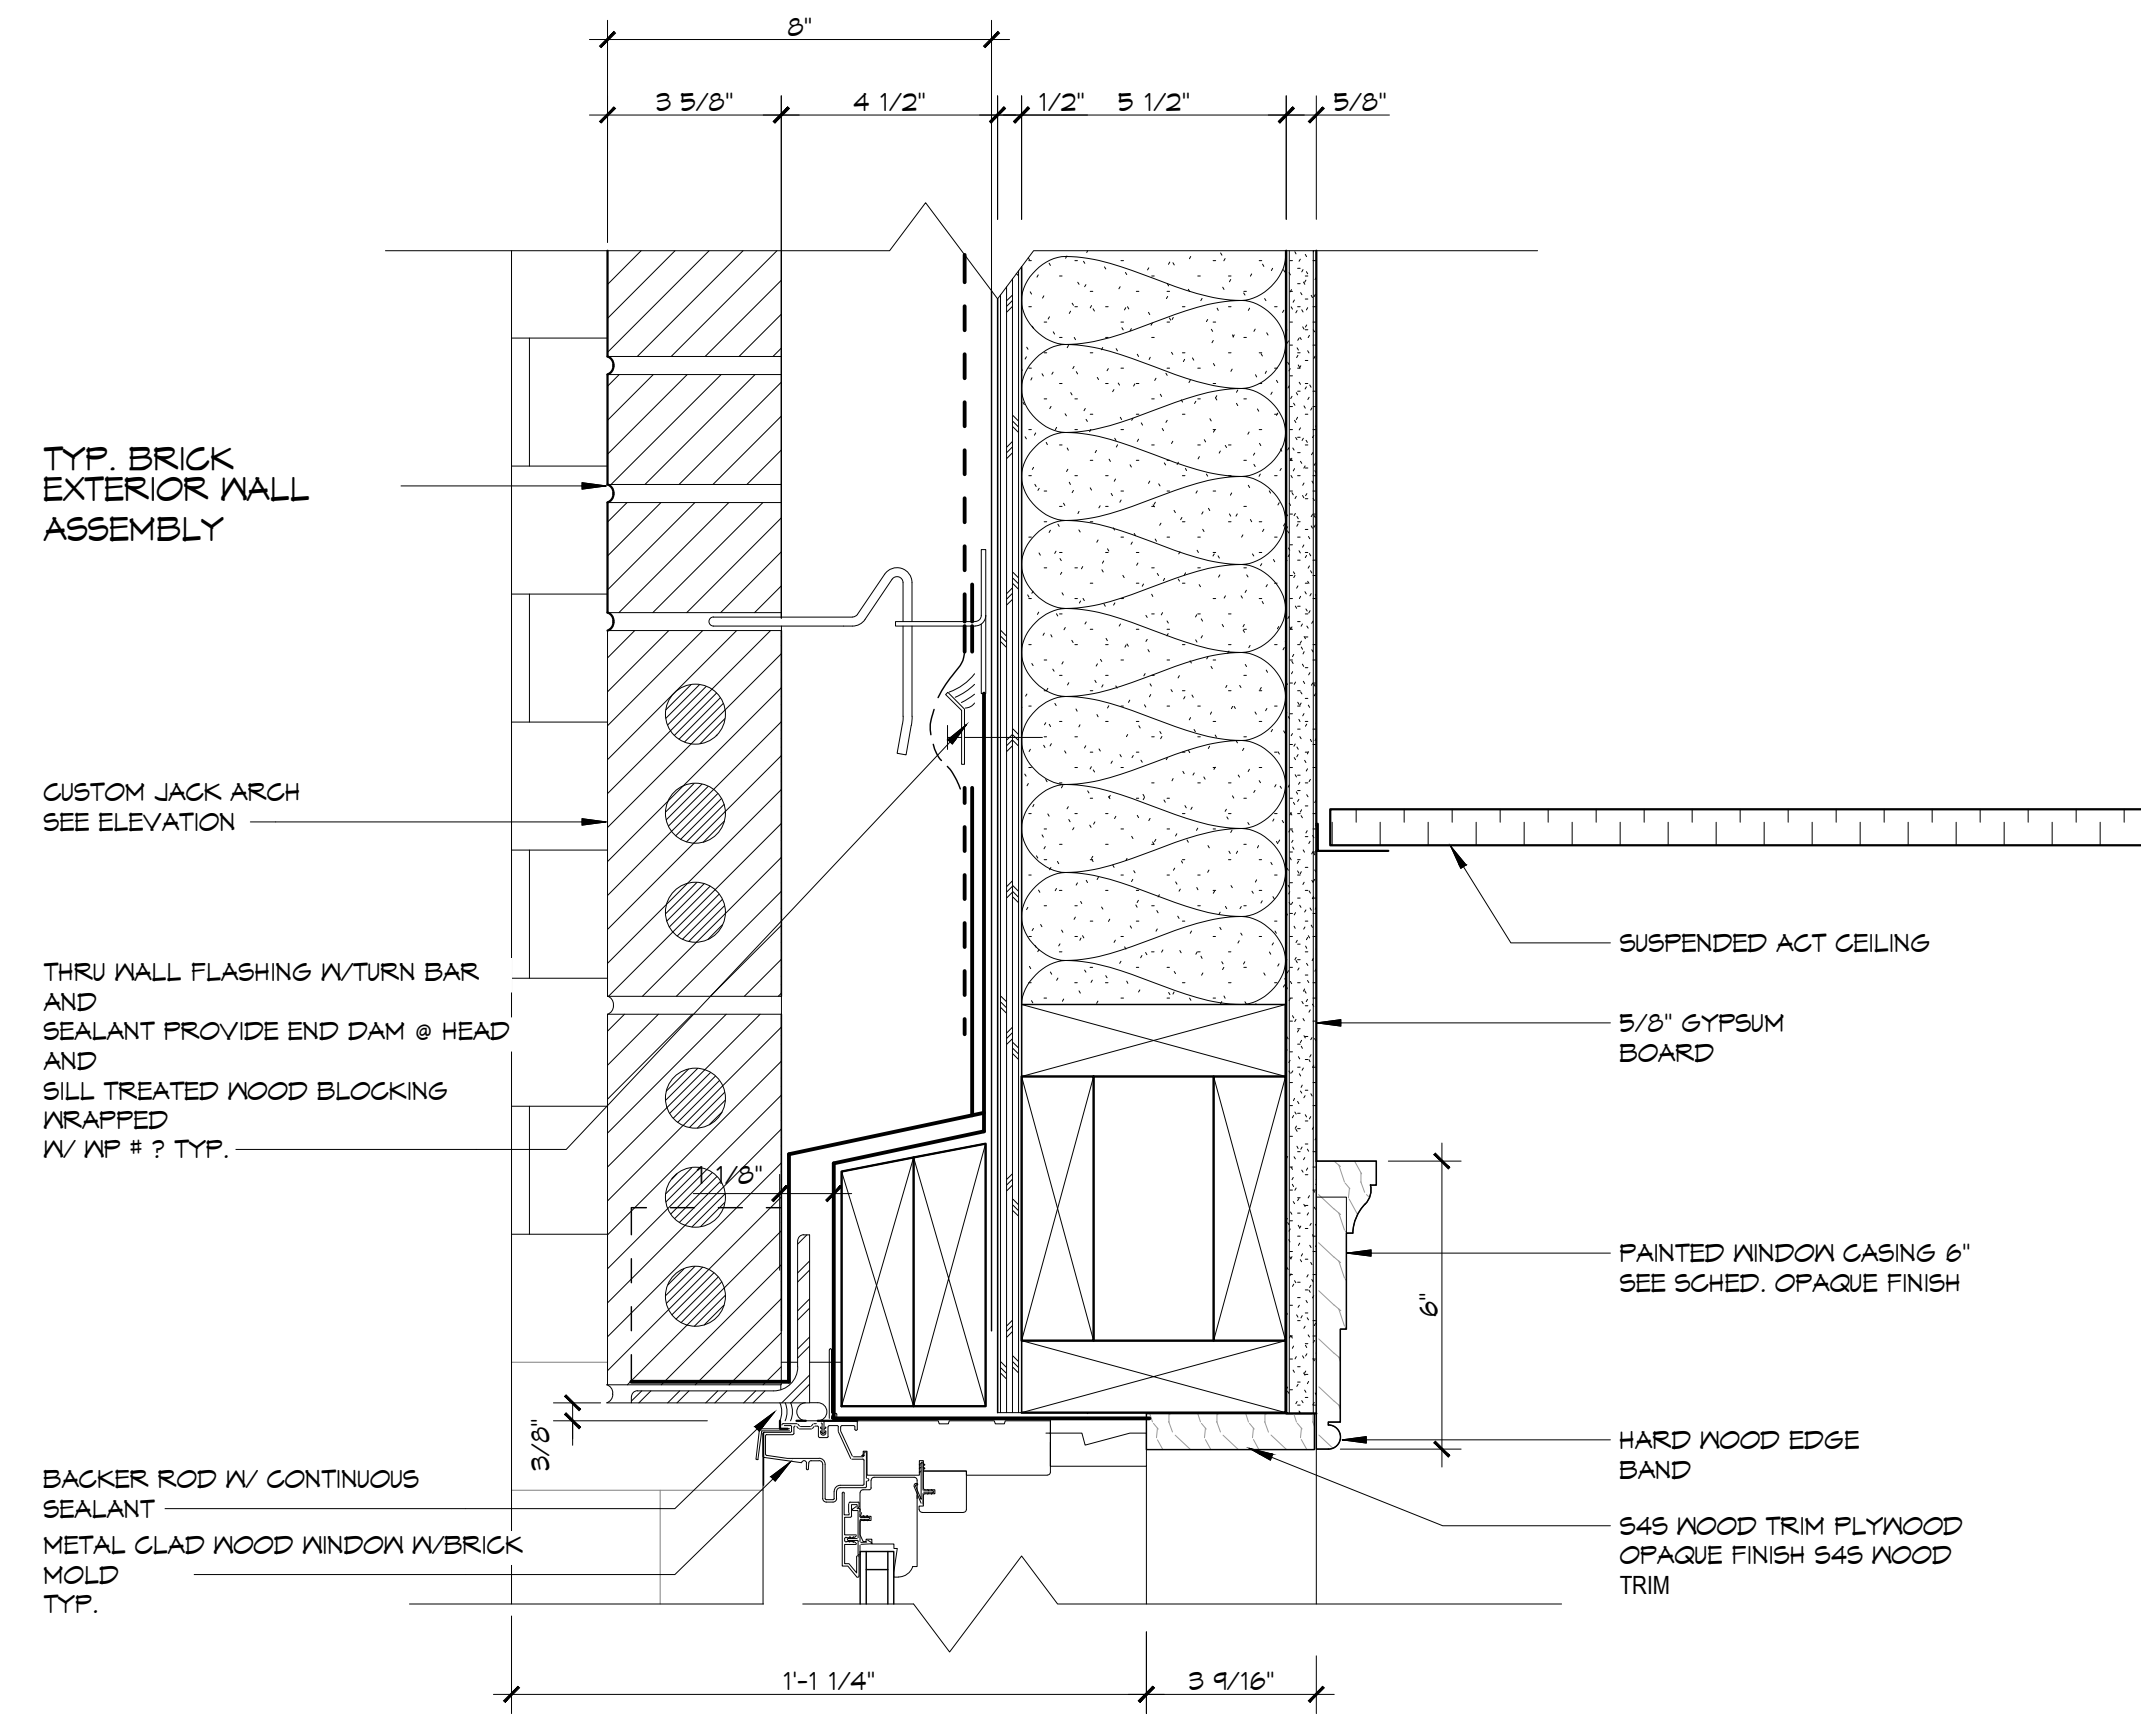 8"
3 5/8"
4 1/2"
1/2"
5 1/2"
5/8"
TYP. BRICK
EXTERIOR WALL
ASSEMBLY
CUSTOM JACK ARCH
SEE ELEVATION
THRU WALL FLASHING W/TURN BAR
AND
SEALANT PROVIDE END DAM @ HEAD
AND
SILL TREATED WOOD BLOCKING
WRAPPED
W/ WP # ? TYP.
1 1/8"
3/8"
BACKER ROD W/ CONTINUOUS
SEALANT
METAL CLAD WOOD WINDOW W/BRICK
MOLD
TYP.
SUSPENDED ACT CEILING
5/8" GYPSUM
BOARD
PAINTED WINDOW CASING 6"
SEE SCHED. OPAQUE FINISH
6"
HARD WOOD EDGE
BAND
S4S WOOD TRIM PLYWOOD
OPAQUE FINISH S4S WOOD
TRIM
1'-1 1/4"
3 9/16"